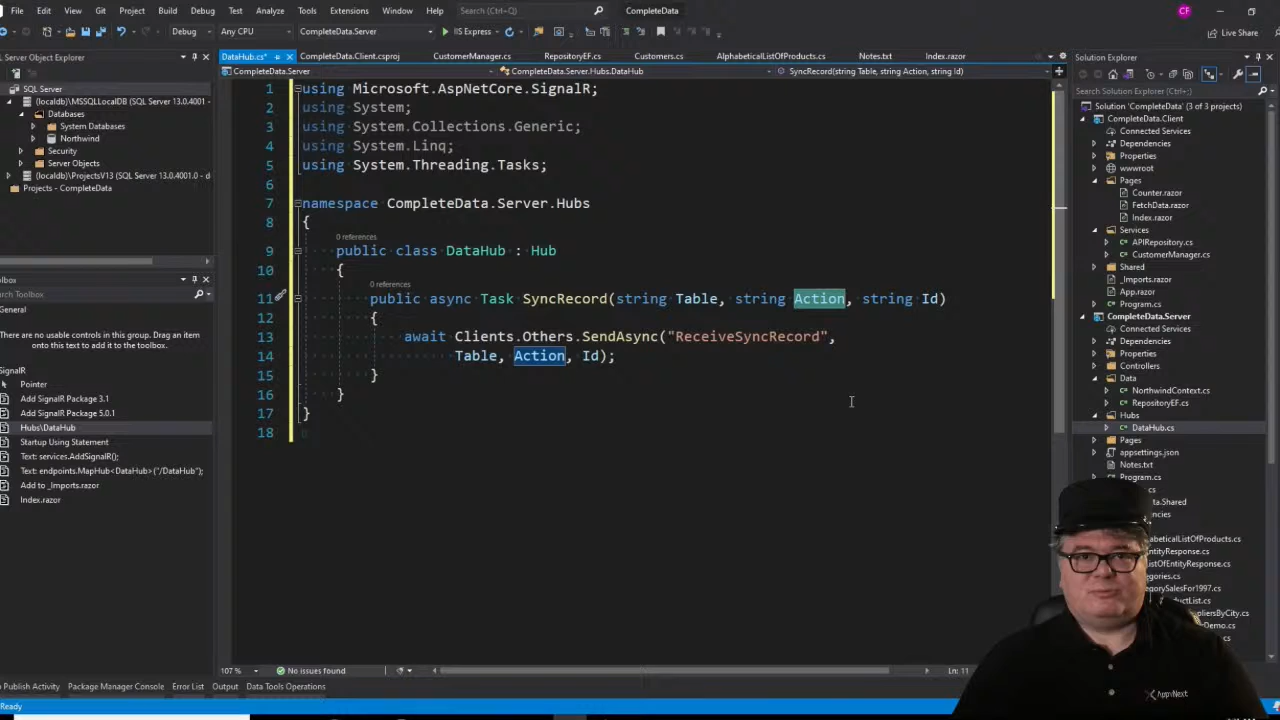 File Edit View Git Project Build Debug Test Analyze Tools Extensions Window Help Search (Ctrl+Q) CompleteData CF
Debug Any CPU CompleteData.Server IIS Express Live Share
SQL Server Object Explorer
SQL Server
(localdb)\MSSQLLocalDB (SQL Server 13.0.4001
Databases
System Databases
Northwind
Security
Server Objects
(localdb)\ProjectsV13 (SQL Server 13.0.4001.0 - d
Projects - CompleteData
olbox
earch Toolbox
General
There are no usable controls in this group. Drag an
item onto this text to add it to the toolbox.
SignalR
Pointer
Add SignalR Package 3.1
Add SignalR Package 5.0.1
Hubs\DataHub
Startup Using Statement
Text: services.AddSignalR();
Text: endpoints.MapHub<DataHub>("/DataHub");
Add to _Imports.razor
Index.razor
DataHub.cs* CompleteData.Client.csproj CustomerManager.cs RepositoryEF.cs Customers.cs AlphabeticalListOfProducts.cs Notes.txt Index.razor
CompleteData.Server CompleteData.Server.Hubs.DataHub SyncRecord(string Table, string Action, string Id)
1 using Microsoft.AspNetCore.SignalR;
2 using System;
3 using System.Collections.Generic;
4 using System.Linq;
5 using System.Threading.Tasks;
6
7 namespace CompleteData.Server.Hubs
8 {
0 references
9 public class DataHub : Hub
10 {
0 references
11 public async Task SyncRecord(string Table, string Action, string Id)
12 {
13 await Clients.Others.SendAsync("ReceiveSyncRecord",
14 Table, Action, Id);
15 }
16 }
17 }
18
107 % No issues found Ln: 11
Solution Explorer
Search Solution Explorer (Ctrl+;)
Solution 'CompleteData' (3 of 3 projects)
CompleteData.Client
Connected Services
Dependencies
Properties
wwwroot
Pages
Counter.razor
FetchData.razor
Index.razor
Services
APIRepository.cs
CustomerManager.cs
Shared
_Imports.razor
App.razor
Program.cs
CompleteData.Server
Connected Services
Dependencies
Properties
Controllers
Data
NorthwindContext.cs
RepositoryEF.cs
Hubs
DataHub.cs
Pages
appsettings.json
Notes.txt
Program.cs
.cs
Data.Shared
encies
habeticalListOfProducts.cs
EntityResponse.cs
istOfEntityResponse.cs
egories.cs
egorySalesFor1997.cs
ductList.cs
ppliersByCity.cs
Demo.cs
Publish Activity Package Manager Console Error List Output Data Tools Operations
Ready
AppvNext